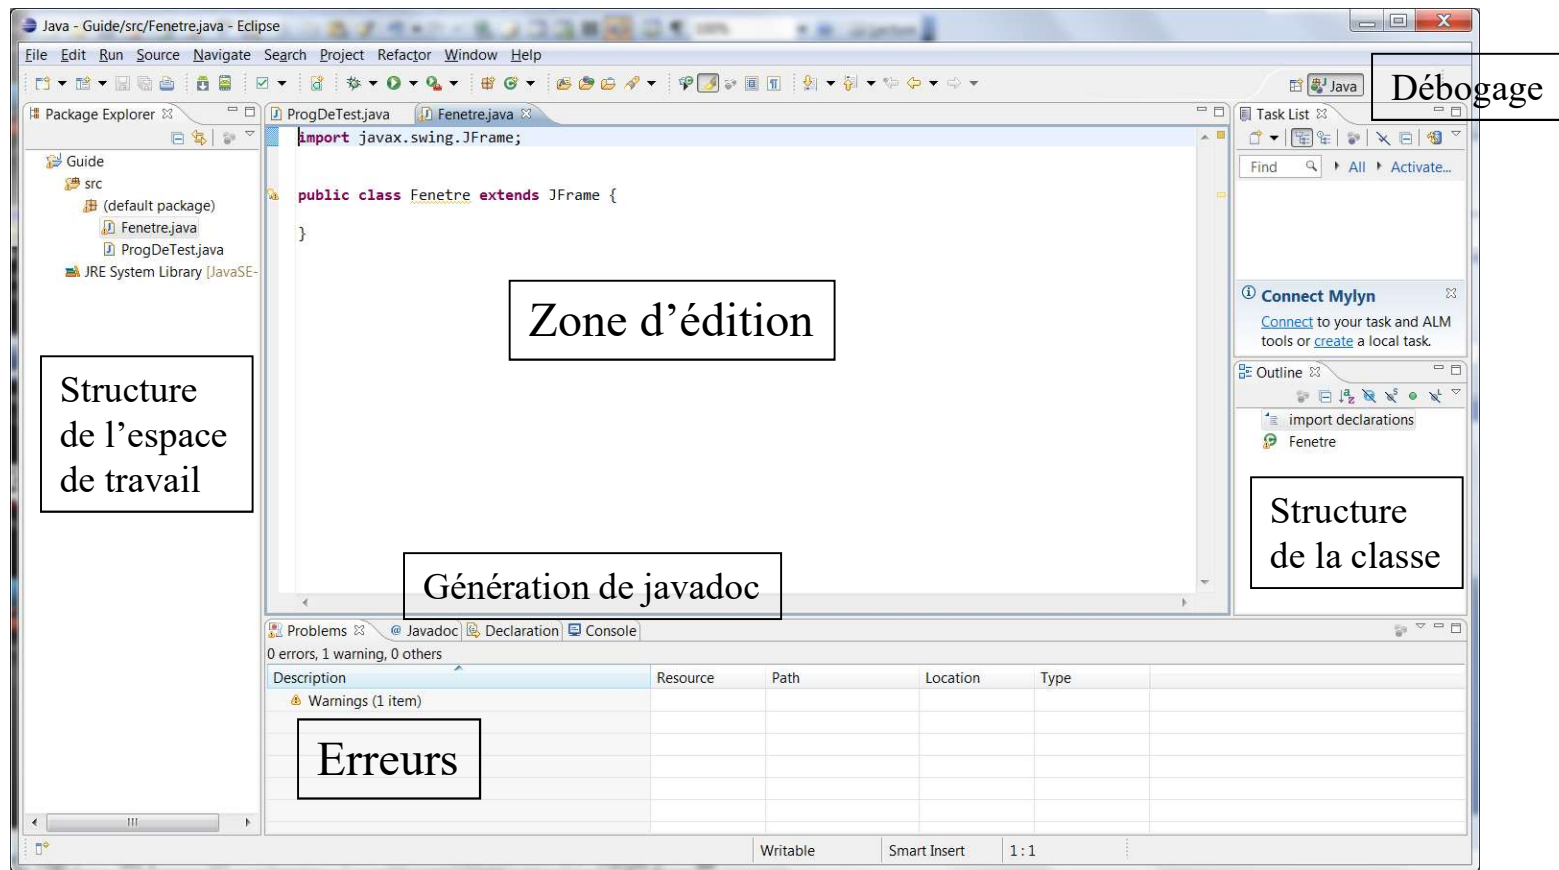 Java - Guide/src/Fenetre.java - Eclipse
File Edit Run Source Navigate Search Project Refactor Window Help
Java
Débogage
Package Explorer
ProgDeTest.java
Fenetre.java
Task List
import javax.swing.JFrame;
Find
All
Activate...
Guide
src
(default package)
Fenetre.java
ProgDeTest.java
JRE System Library [JavaSE-
public class Fenetre extends JFrame {
}
Zone d’édition
Connect Mylyn
Connect to your task and ALM
tools or create a local task.
Structure
de l’espace
de travail
Outline
import declarations
Fenetre
Structure
de la classe
Génération de javadoc
Problems
@ Javadoc
Declaration
Console
0 errors, 1 warning, 0 others
Description Resource Path Location Type
Warnings (1 item)
Erreurs
Writable Smart Insert 1 : 1